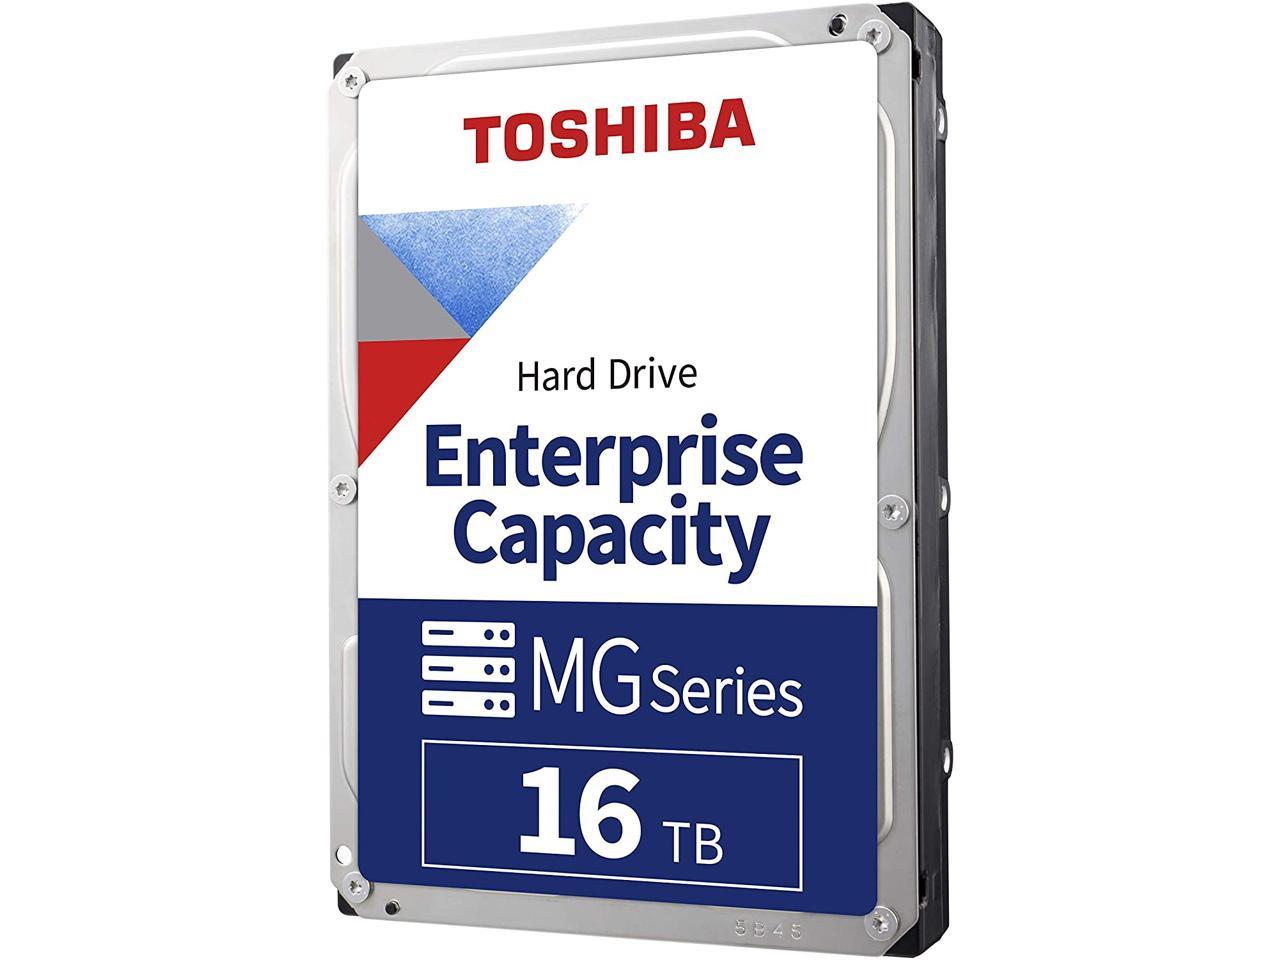 TOSHIBA
Hard Drive
Enterprise
Capacity
MG Series
16 TB
5B45